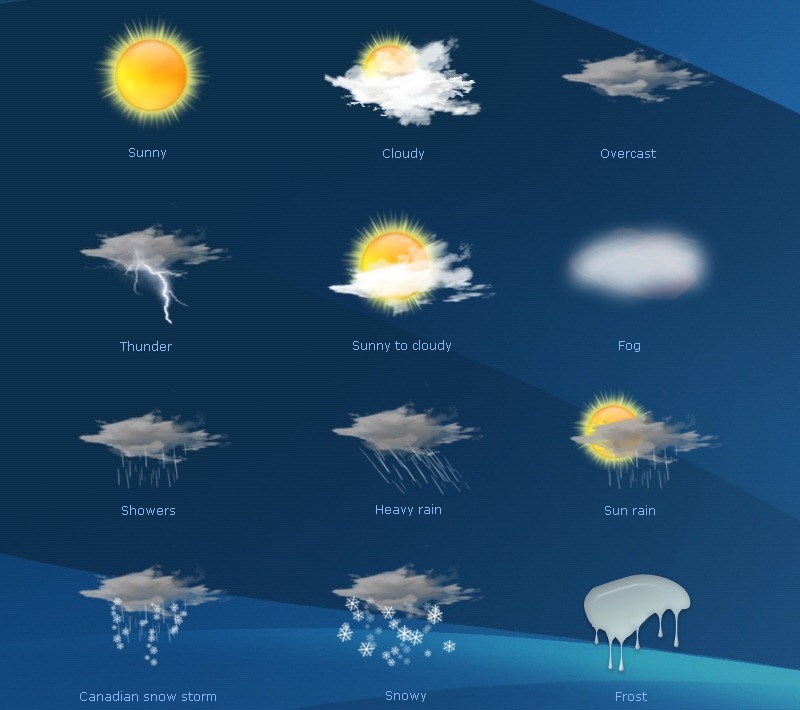 Sunny
Cloudy
Overcast
Thunder
Sunny to cloudy
Fog
Showers
Heavy rain
Sun rain
Canadian snow storm
Snowy
Frost